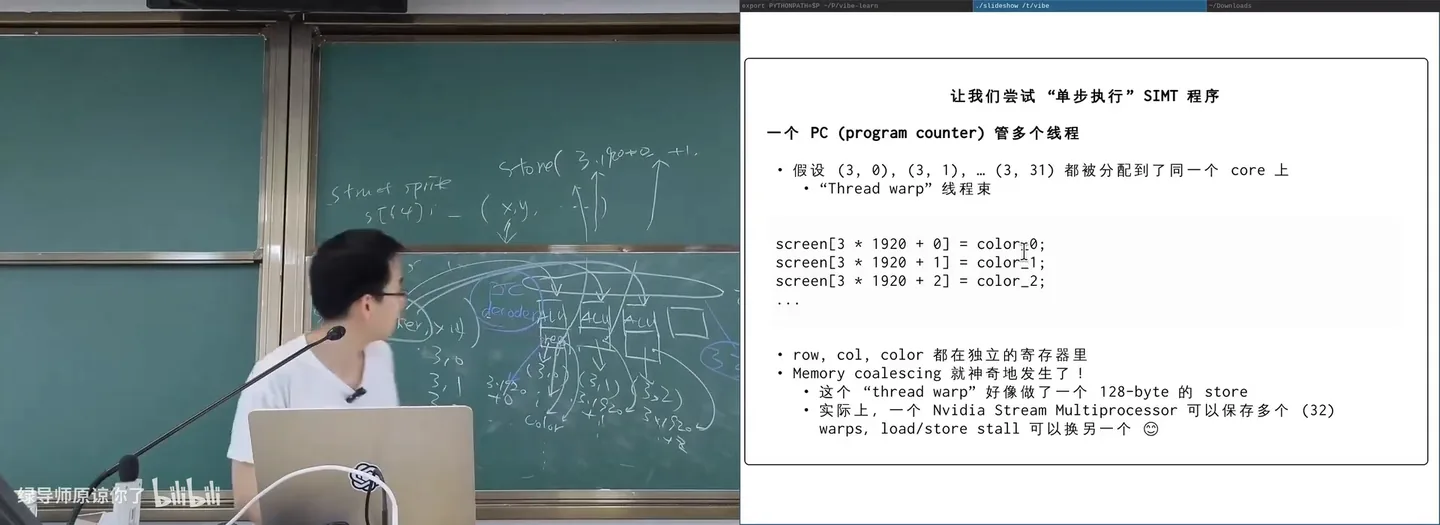 export PYTHONPATH=$P ~/P/vibe-learn
./slideshow /t/vibe
~/Downloads
让我们尝试 “单步执行” SIMT 程序
一个 PC (program counter) 管多个线程
• 假设 (3, 0), (3, 1), … (3, 31) 都被分配到了同一个 core 上
• “Thread warp” 线程束
screen[3 * 1920 + 0] = color_0;
screen[3 * 1920 + 1] = color_1;
screen[3 * 1920 + 2] = color_2;
...
• row, col, color 都在独立的寄存器里
• Memory coalescing 就神奇地发生了！
• 这个 “thread warp” 好像做了一个 128-byte 的 store
• 实际上, 一个 Nvidia Stream Multiprocessor 可以保存多个 (32)
warps, load/store stall 可以换另一个 😊
store( 3.1920+0 +1.
struct sprite
s[64]; (x,y,
PC
decoder
ALU ALU ALU
reg
3,0
3,1
(3,0) (3,1) (3,2)
color
绿导师原谅你了 bilibili